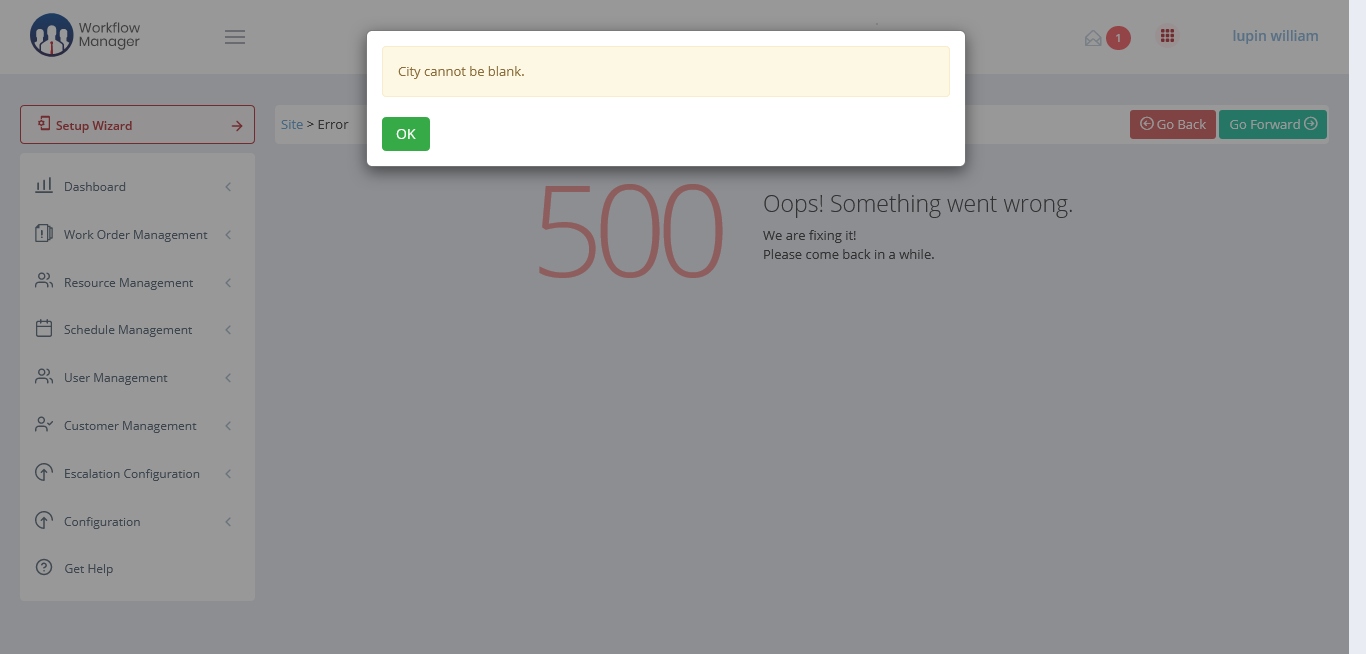 Workflow
Manager
1
lupin william
City cannot be blank.
OK
Setup Wizard
Site > Error
Go Back
Go Forward
Dashboard
Work Order Management
Resource Management
Schedule Management
User Management
Customer Management
Escalation Configuration
Configuration
Get Help
500
Oops! Something went wrong.
We are fixing it!
Please come back in a while.